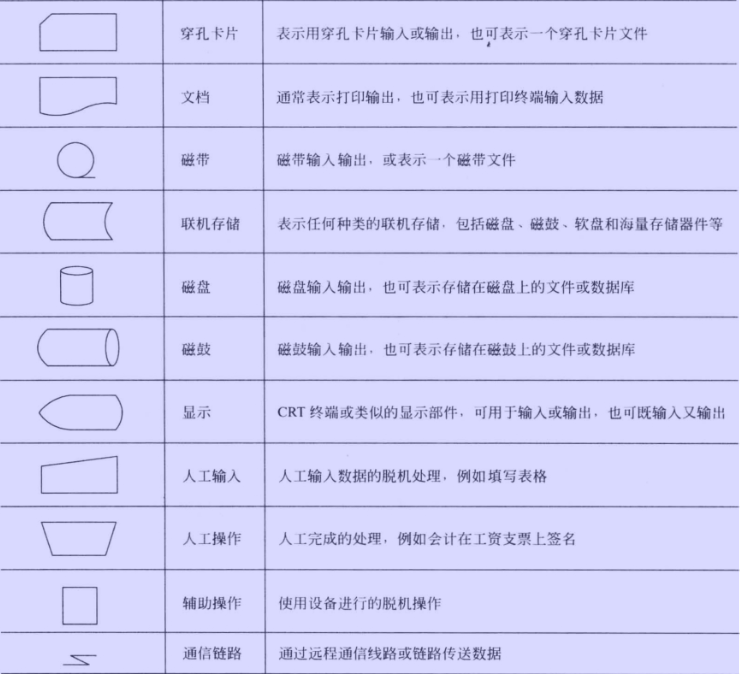 穿孔卡片 表示用穿孔卡片输入或输出，也可表示一个穿孔卡片文件
文档 通常表示打印输出，也可表示用打印终端输入数据
磁带 磁带输入输出，或表示一个磁带文件
联机存储 表示任何种类的联机存储，包括磁盘、磁鼓、软盘和海量存储器件等
磁盘 磁盘输入输出，也可表示存储在磁盘上的文件或数据库
磁鼓 磁鼓输入输出，也可表示存储在磁鼓上的文件或数据库
显示 CRT 终端或类似的显示部件，可用于输入或输出，也可既输入又输出
人工输入 人工输入数据的脱机处理，例如填写表格
人工操作 人工完成的处理，例如会计在工资支票上签名
辅助操作 使用设备进行的脱机操作
通信链路 通过远程通信线路或链路传送数据